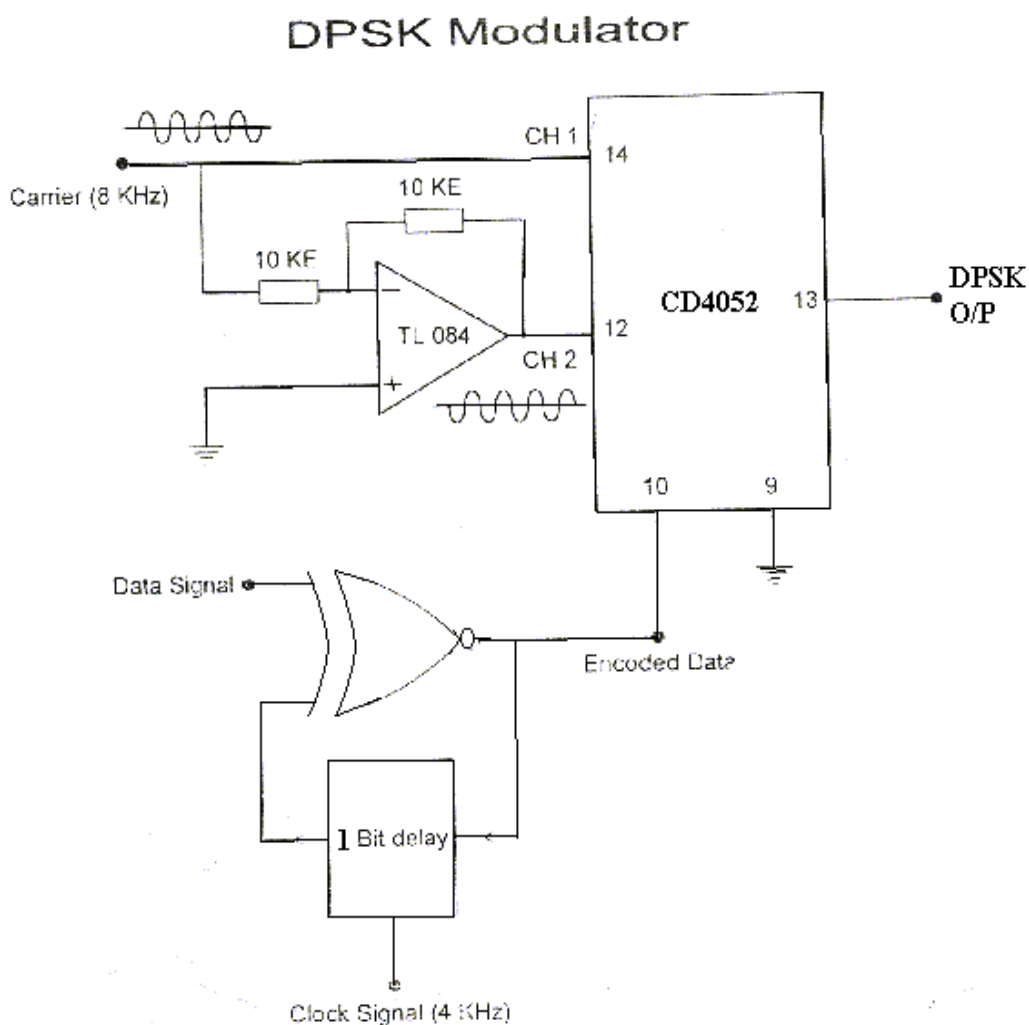 DPSK Modulator
CH 1
14
Carrier (8 KHz)
10 KE
10 KE
TL 084
CH 2
12
CD4052
13
DPSK
O/P
10
9
Data Signal
Encoded Data
1 Bit delay
Clock Signal (4 KHz)